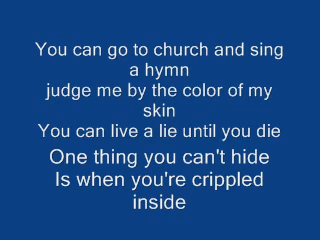 You can go to church and sing
a hymn
judge me by the color of my
skin
You can live a lie until you die
One thing you can't hide
Is when you're crippled
inside